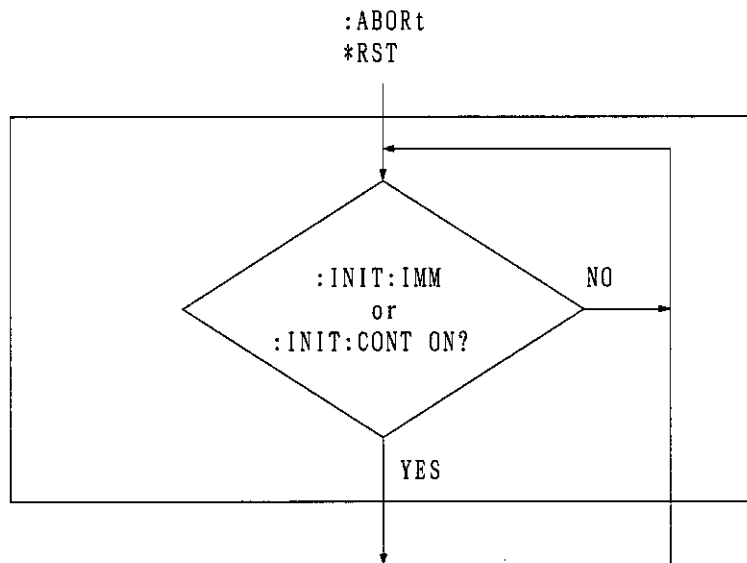 :ABORt
*RST
:INIT:IMM
or
:INIT:CONT ON?
NO
YES